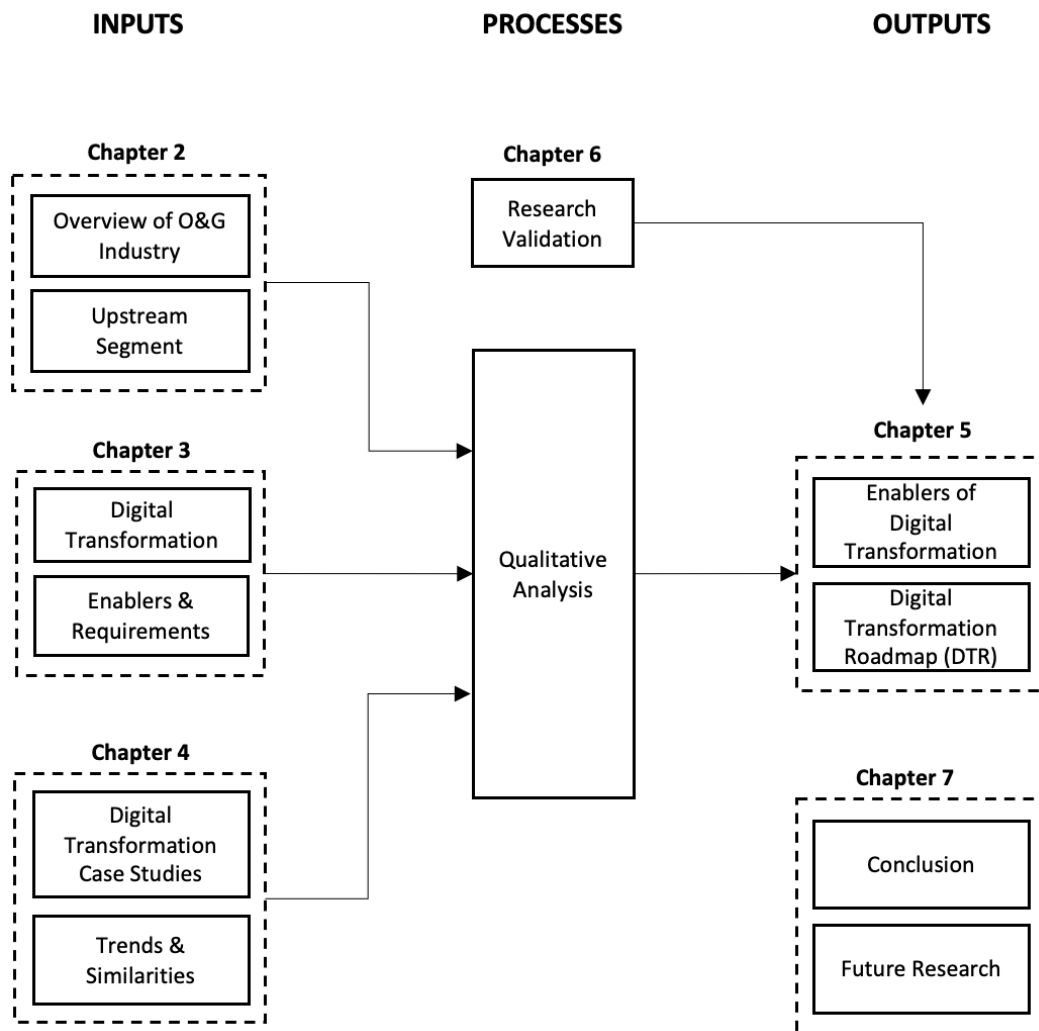 INPUTS
PROCESSES
OUTPUTS
Chapter 2
Overview of O&G
Industry
Upstream
Segment
Chapter 3
Digital
Transformation
Enablers &
Requirements
Chapter 4
Digital
Transformation
Case Studies
Trends &
Similarities
Chapter 6
Research
Validation
Qualitative
Analysis
Chapter 5
Enablers of
Digital
Transformation
Digital
Transformation
Roadmap (DTR)
Chapter 7
Conclusion
Future Research